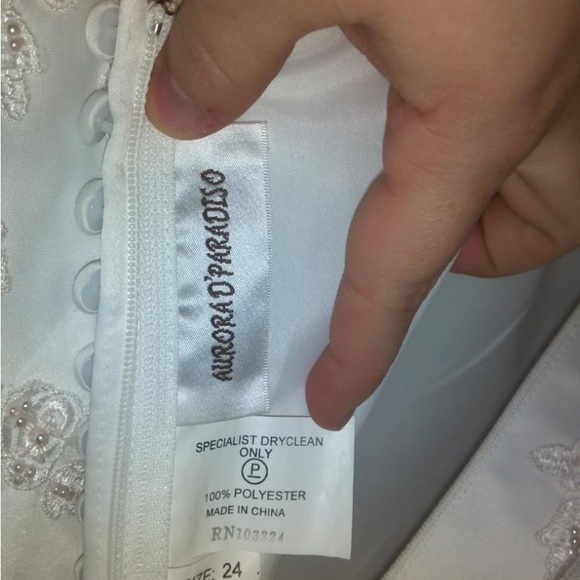 AURORA D'PARADISO
SPECIALIST DRYCLEAN
ONLY
P
100% POLYESTER
MADE IN CHINA
RN103324
SIZE: 24